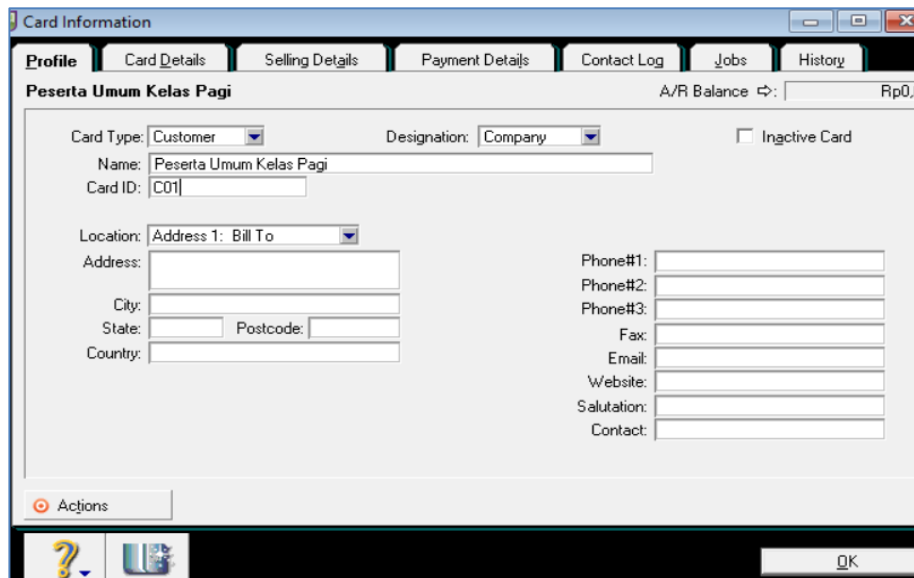 Card Information
Profile Card Details Selling Details Payment Details Contact Log Jobs History
Peserta Umum Kelas Pagi A/R Balance ⇨: Rp0,
Card Type: Customer Designation: Company Inactive Card
Name: Peserta Umum Kelas Pagi
Card ID: C01
Location: Address 1: Bill To
Address: Phone#1:
Phone#2:
City: Phone#3:
State: Postcode: Fax:
Country: Email:
Website:
Salutation:
Contact:
Actions
OK